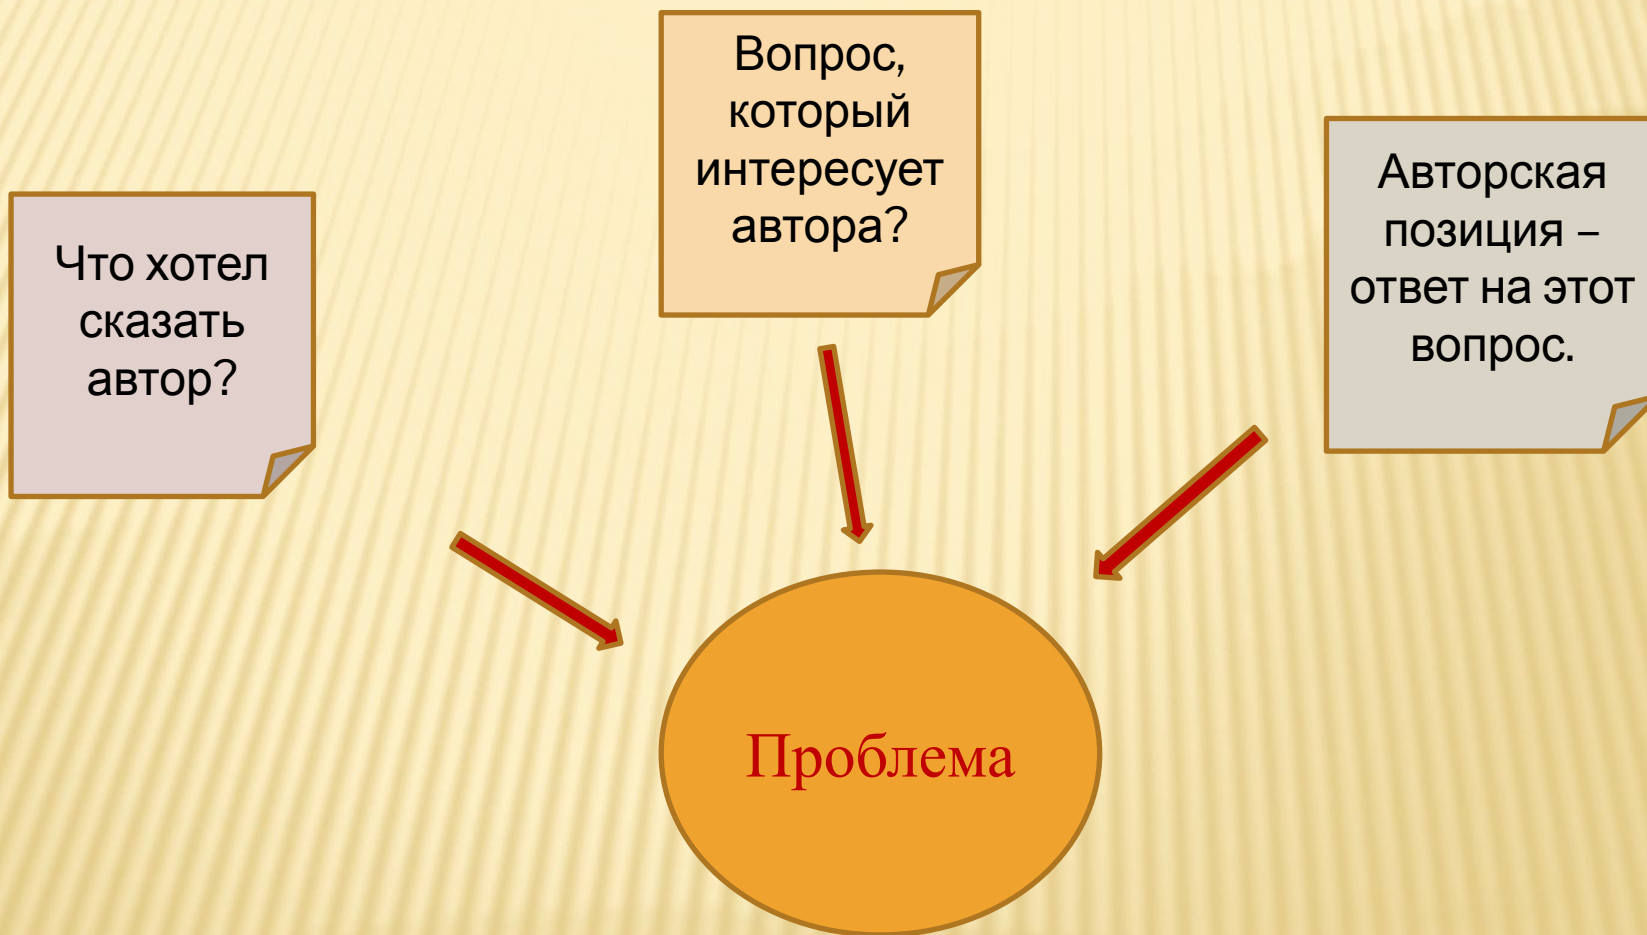 Что хотел
сказать
автор?
Вопрос,
который
интересует
автора?
Авторская
позиция –
ответ на этот
вопрос.
Проблема